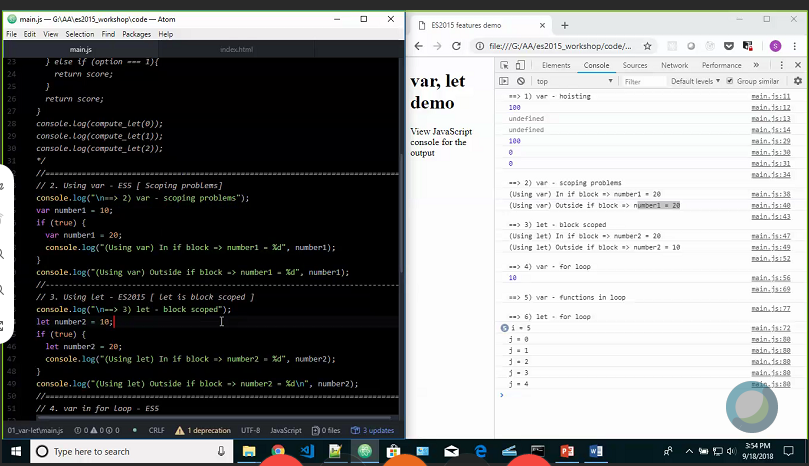 main.js — G:\AA\es2015_workshop\code — Atom
File Edit View Selection Find Packages Help
main.js index.html
23 } else if (option === 1){
24 return score;
25 }
26 return score;
27 }
28 console.log(compute_let(0));
29 console.log(compute_let(1));
30 console.log(compute_let(2));
31 */
// 2. Using var - ES5 [ Scoping problems]
console.log("\n==> 2) var - scoping problems");
var number1 = 10;
if (true) {
var number1 = 20;
console.log("(Using var) In if block => number1 = %d", number1);
}
console.log("(Using var) Outside if block => number1 = %d", number1);
// 3. Using let - ES2015 [ let is block scoped ]
console.log("\n==> 3) let - block scoped");
let number2 = 10;
if (true) {
46 let number2 = 20;
47 console.log("(Using let) In if block => number2 = %d", number2);
48 }
49 console.log("(Using let) Outside if block => number2 = %d\n", number2);
50 //
51 // 4. var in for loop - ES5
01_var-let\main.js 0 0 0 CRLF 1 deprecation UTF-8 JavaScript 0 files 3 updates
ES2015 features demo
file:///G:/AA/es2015_workshop/code/...
var, let
demo
View JavaScript
console for the
output
Elements Console Sources Network Performance
top Filter Default levels Group similar
==> 1) var - hoisting main.js:11
100 main.js:12
undefined main.js:13
undefined main.js:14
100 main.js:29
0 main.js:30
0 main.js:31
main.js:34
==> 2) var - scoping problems
(Using var) In if block => number1 = 20 main.js:38
(Using var) Outside if block => number1 = 20 main.js:40
main.js:43
==> 3) let - block scoped
(Using let) In if block => number2 = 20 main.js:47
(Using let) Outside if block => number2 = 10 main.js:49
main.js:52
==> 4) var - for loop
10 main.js:56
main.js:69
==> 5) var - functions in loop
main.js:77
==> 6) let - for loop
5 i = 5 main.js:72
j = 0 main.js:80
j = 1 main.js:80
j = 2 main.js:80
j = 3 main.js:80
j = 4 main.js:80
Type here to search
3:54 PM
9/18/2018